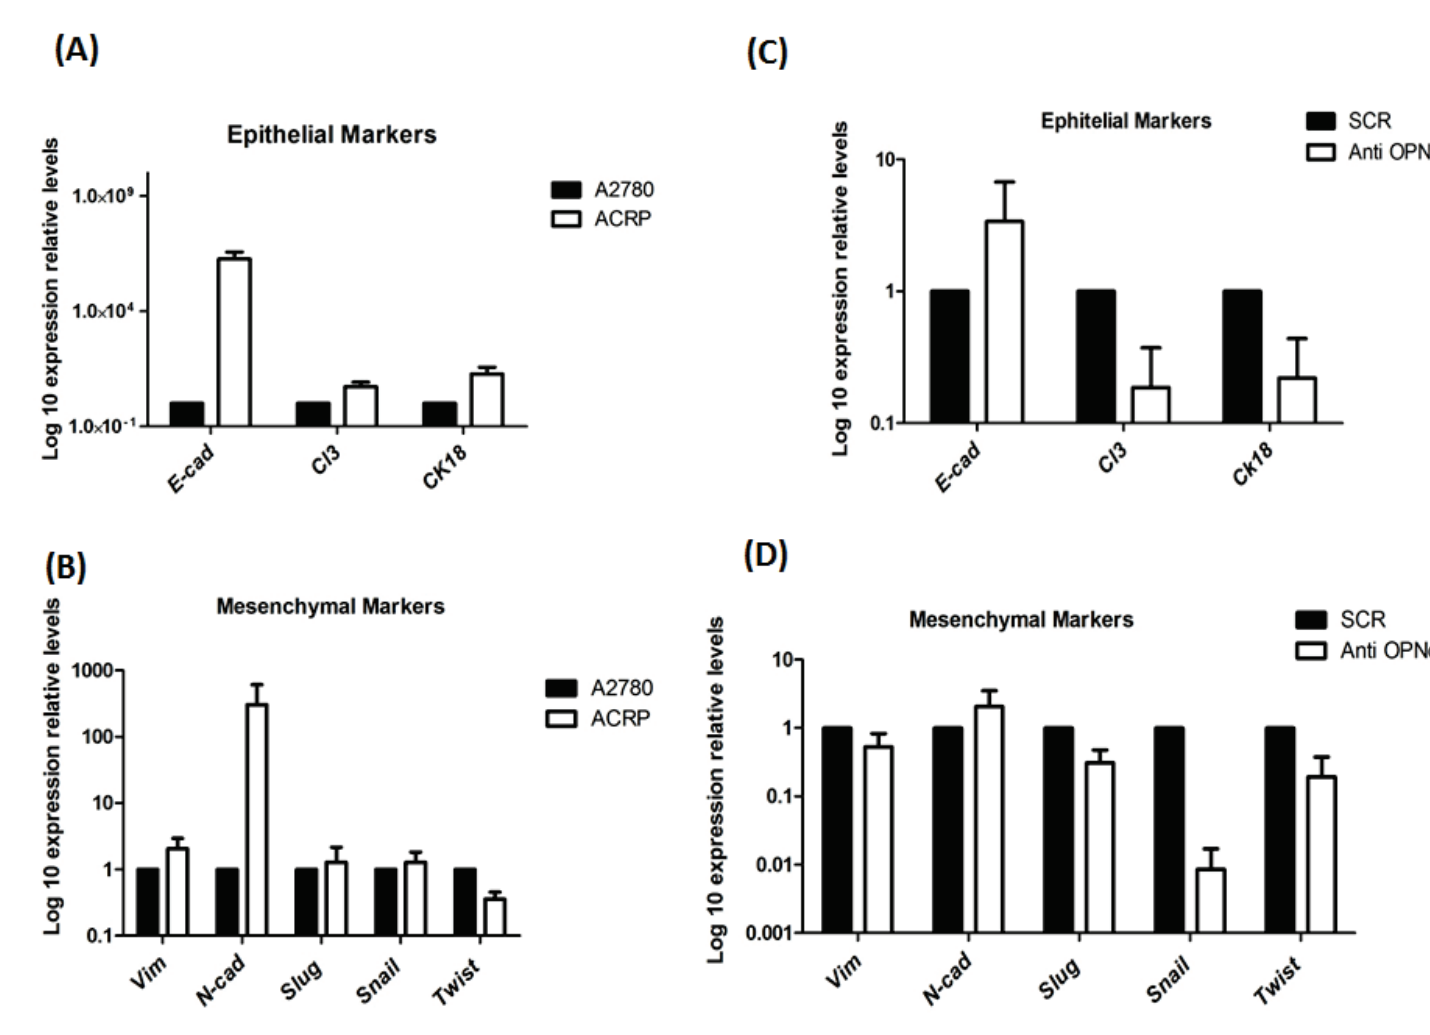 (A)
Epithelial Markers
Log 10 expression relative levels
1.0×10⁹
1.0×10⁴
1.0×10⁻¹
E-cad
Cl3
CK18
A2780
ACRP
(C)
Ephitelial Markers
Log 10 expression relative levels
10
1
0.1
E-cad
Cl3
Ck18
SCR
Anti OPN
(B)
Mesenchymal Markers
Log 10 expression relative levels
1000
100
10
1
0.1
Vim
N-cad
Slug
Snail
Twist
A2780
ACRP
(D)
Mesenchymal Markers
Log 10 expression relative levels
10
1
0.1
0.01
0.001
Vim
N-cad
Slug
Snail
Twist
SCR
Anti OPN